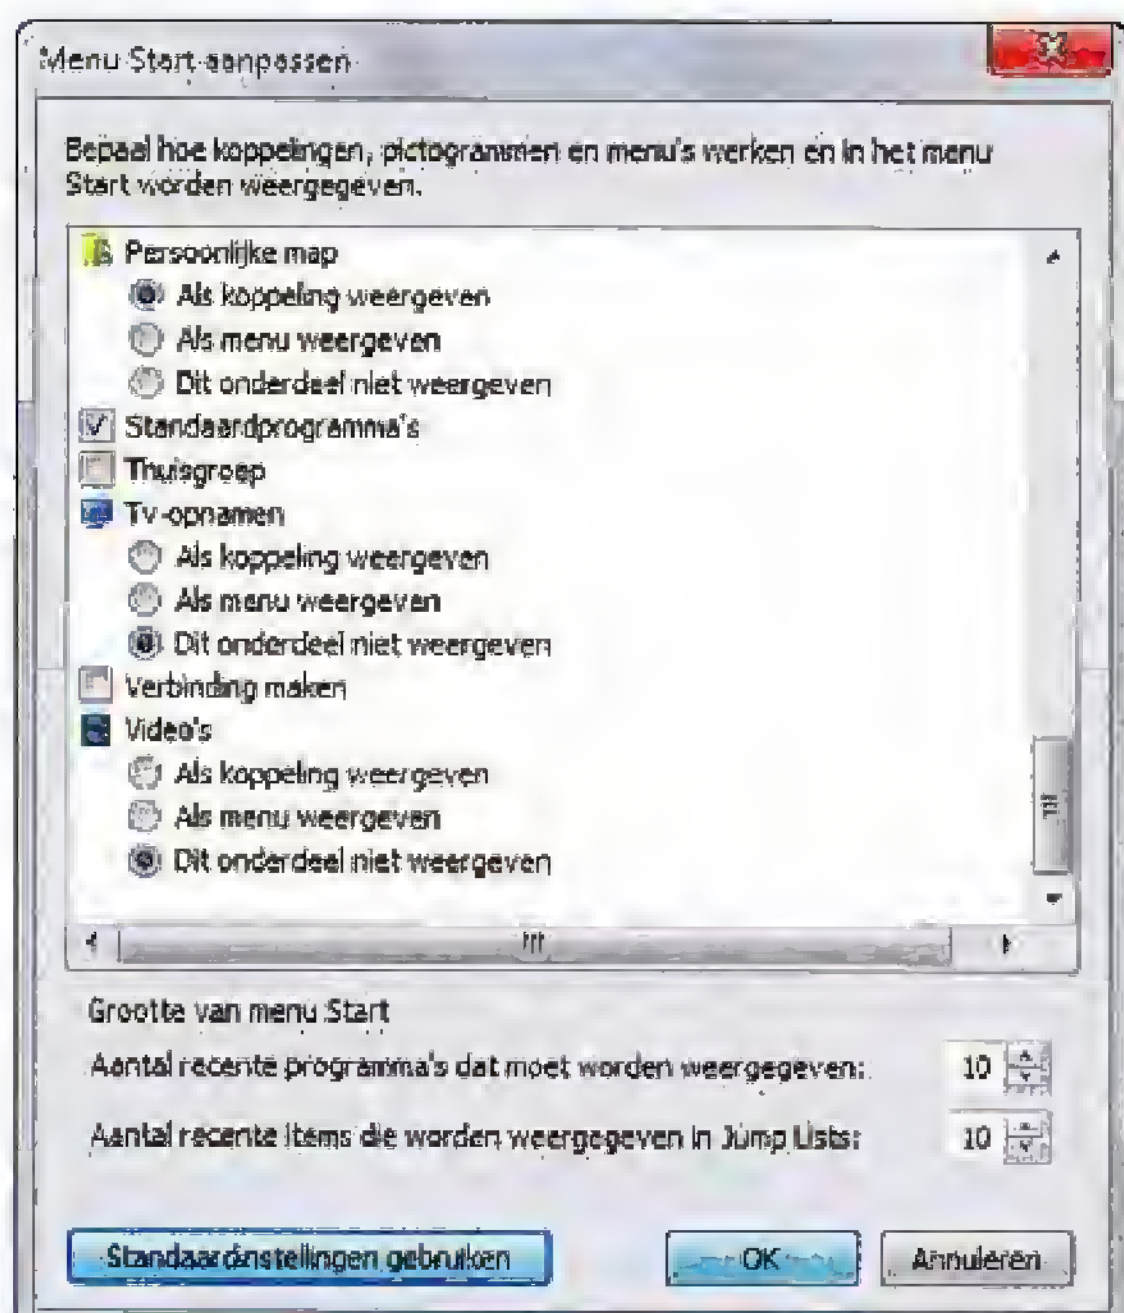 Menu Start aanpassen
Bepaal hoe koppelingen, pictogrammen en menu's werken en in het menu
Start worden weergegeven.
Persoonlijke map
Als koppeling weergeven
Als menu weergeven
Dit onderdeel niet weergeven
Standaardprogramma's
Thuisgroep
Tv-opnamen
Als koppeling weergeven
Als menu weergeven
Dit onderdeel niet weergeven
Verbinding maken
Video's
Als koppeling weergeven
Als menu weergeven
Dit onderdeel niet weergeven
Grootte van menu Start
Aantal recente programma's dat moet worden weergegeven: 10
Aantal recente items die worden weergegeven in Jump Lists: 10
Standaardinstellingen gebruiken OK Annuleren